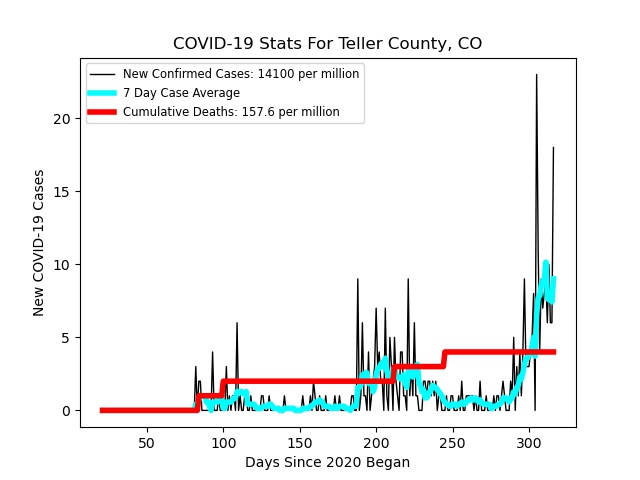 COVID-19 Stats For Teller County, CO
New Confirmed Cases: 14100 per million
7 Day Case Average
Cumulative Deaths: 157.6 per million
New COVID-19 Cases
20
15
10
5
0
50 100 150 200 250 300
Days Since 2020 Began